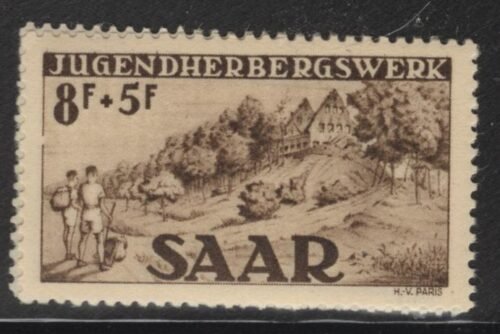 JUGENDHERBERGSWERK
8F+5F
SAAR
H.-V. PARIS